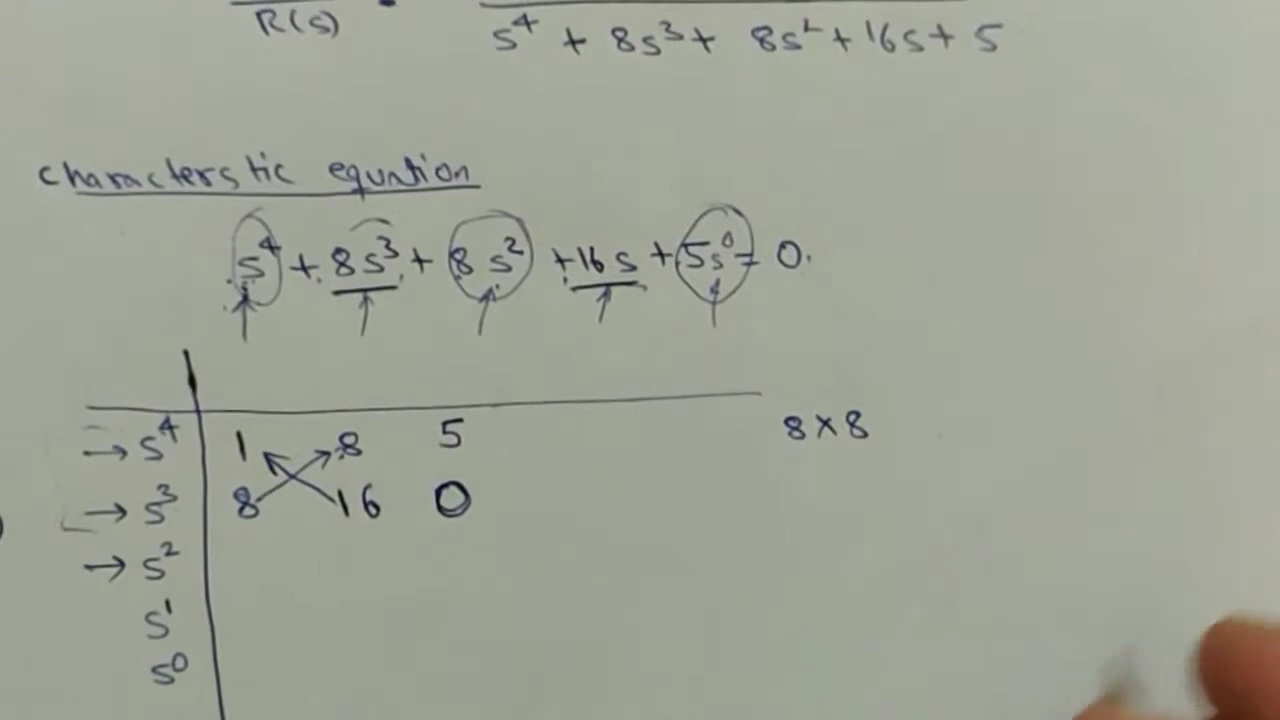 R(s)
s⁴ + 8s³ + 8s² + 16s + 5
characterstic equation
s⁴ + 8s³ + 8s² + 16s + 5s⁰ = 0.
→ s⁴ 1 8 5 8×8
→ s³ 8 16 0
→ s²
s¹
s⁰